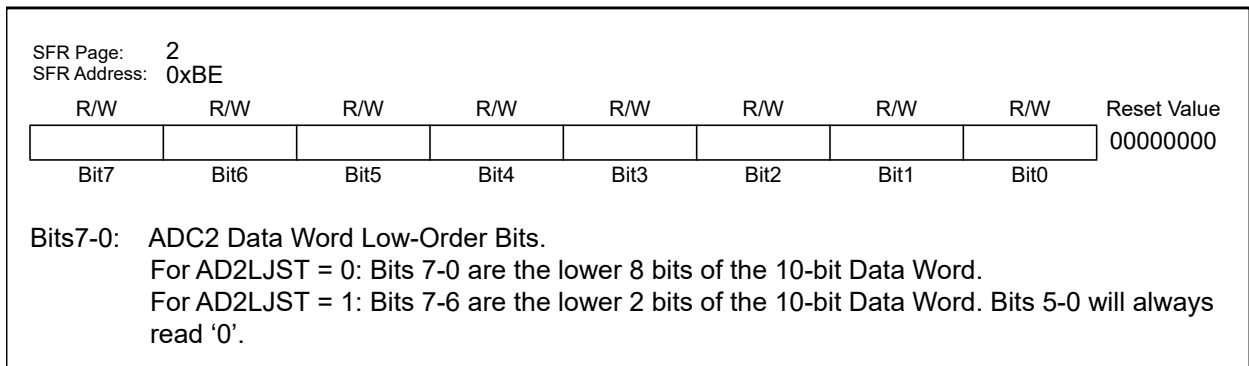 SFR Page: 2
SFR Address: 0xBE
R/W R/W R/W R/W R/W R/W R/W R/W Reset Value
00000000
Bit7 Bit6 Bit5 Bit4 Bit3 Bit2 Bit1 Bit0
Bits7-0: ADC2 Data Word Low-Order Bits.
For AD2LJST = 0: Bits 7-0 are the lower 8 bits of the 10-bit Data Word.
For AD2LJST = 1: Bits 7-6 are the lower 2 bits of the 10-bit Data Word. Bits 5-0 will always
read ‘0’.